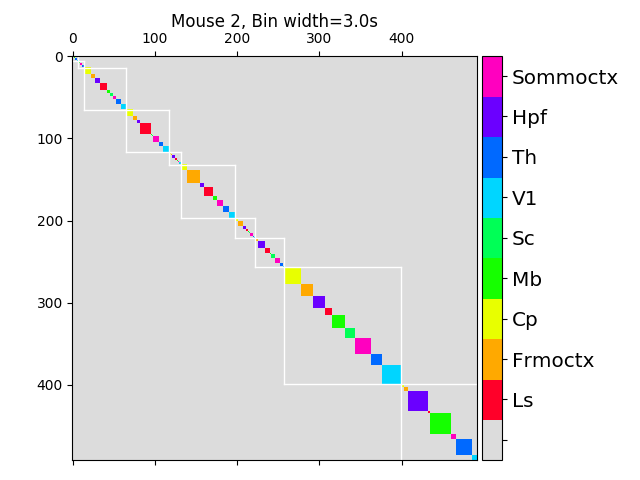 Mouse 2, Bin width=3.0s
0 100 200 300 400
0
100
200
300
400
Sommoctx
Hpf
Th
V1
Sc
Mb
Cp
Frmoctx
Ls